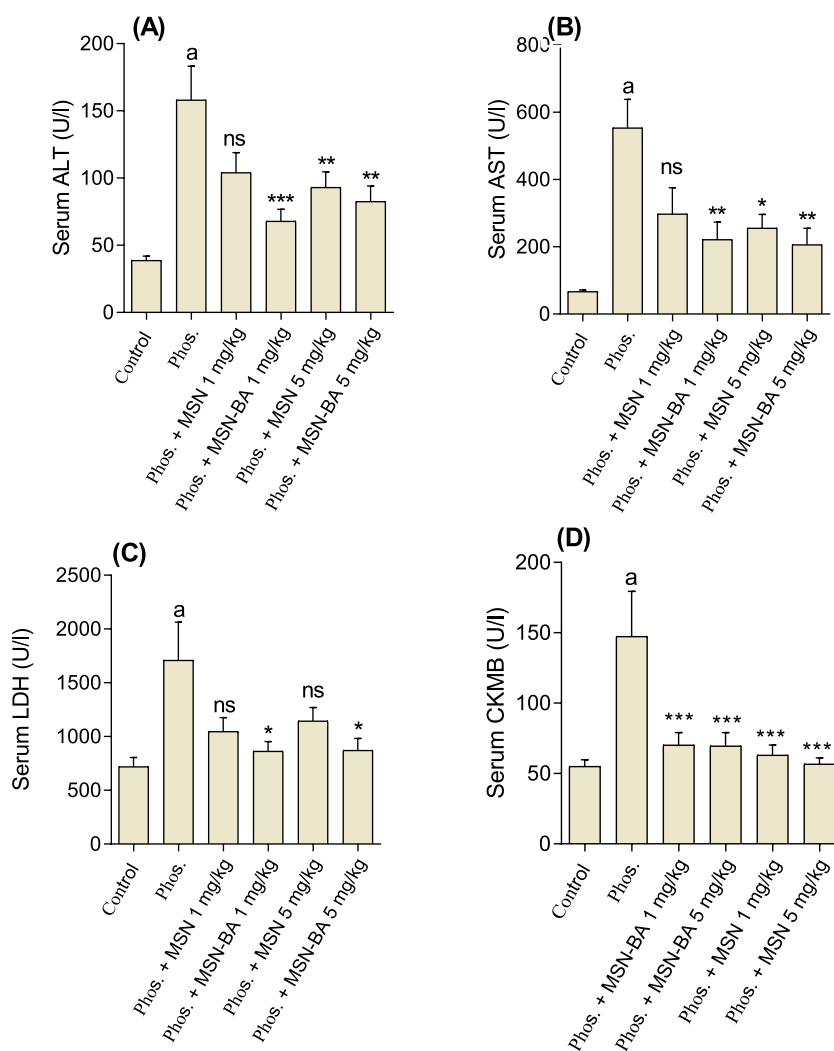 (A)
Serum ALT (U/l)
200
150
100
50
0
a
ns
***
**
**
Control
Phos.
Phos. + MSN 1 mg/kg
Phos. + MSN-BA 1 mg/kg
Phos. + MSN 5 mg/kg
Phos. + MSN-BA 5 mg/kg
(B)
Serum AST (U/l)
800
600
400
200
0
a
ns
**
*
**
Control
Phos.
Phos. + MSN 1 mg/kg
Phos. + MSN-BA 1 mg/kg
Phos. + MSN 5 mg/kg
Phos. + MSN-BA 5 mg/kg
(C)
Serum LDH (U/l)
2500
2000
1500
1000
500
0
a
ns
*
ns
*
Control
Phos.
Phos. + MSN 1 mg/kg
Phos. + MSN-BA 1 mg/kg
Phos. + MSN 5 mg/kg
Phos. + MSN-BA 5 mg/kg
(D)
Serum CKMB (U/l)
200
150
100
50
0
a
***
***
***
***
Control
Phos.
Phos. + MSN-BA 1 mg/kg
Phos. + MSN-BA 5 mg/kg
Phos. + MSN 1 mg/kg
Phos. + MSN 5 mg/kg